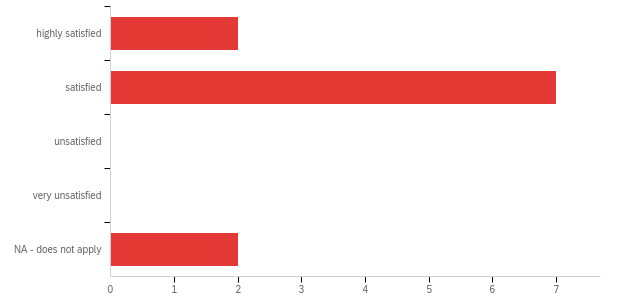 highly satisfied
satisfied
unsatisfied
very unsatisfied
NA - does not apply
0 1 2 3 4 5 6 7